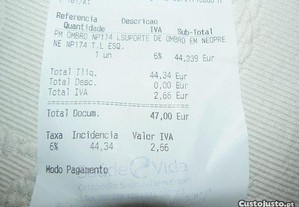 Referencia Descricao
Quantidade IVA Sub-Total
PM OMBRO NP174 LSUPORTE DE OMBRO EM NEOPRE
NE NP174 T.L ESQ.
1 un 6% 44,339 Eur
Total Iliq. 44,34 Eur
Total Desc. 0,00 Eur
Total IVA 2,66 Eur
Total Docum. 47,00 Eur
Taxa Incidencia Valor IVA
6% 44,34 2,66
Modo Pagamento
Vida
CustoJusto.pt